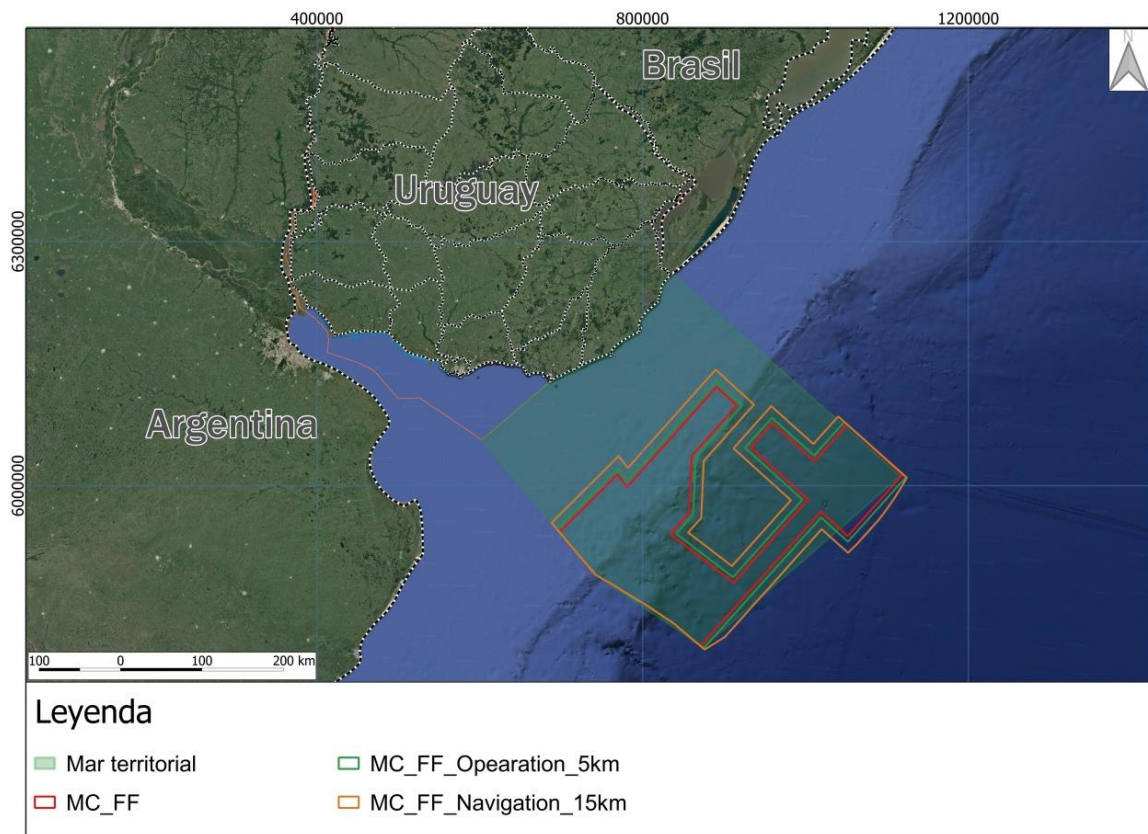 400000 800000 1200000
N
Brasil
Uruguay
6300000
Argentina
6000000
100 0 100 200 km
Leyenda
Mar territorial
MC_FF_Opearation_5km
MC_FF
MC_FF_Navigation_15km